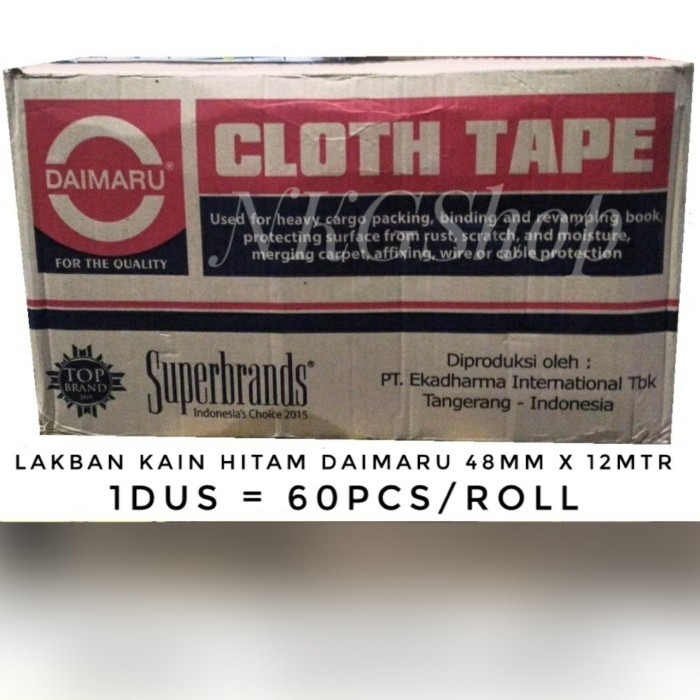 DAIMARU®
FOR THE QUALITY
CLOTH TAPE
Used for heavy cargo packing, binding and revamping book,
protecting surface from rust, scratch, and moisture,
merging carpet, affixing, wire or cable protection
NKCShop
TOP
BRAND
Superbrands®
Indonesia's Choice 2015
Diproduksi oleh :
PT. Ekadharma International Tbk
Tangerang - Indonesia
LAKBAN KAIN HITAM DAIMARU 48MM X 12MTR
1DUS = 60PCS/ROLL